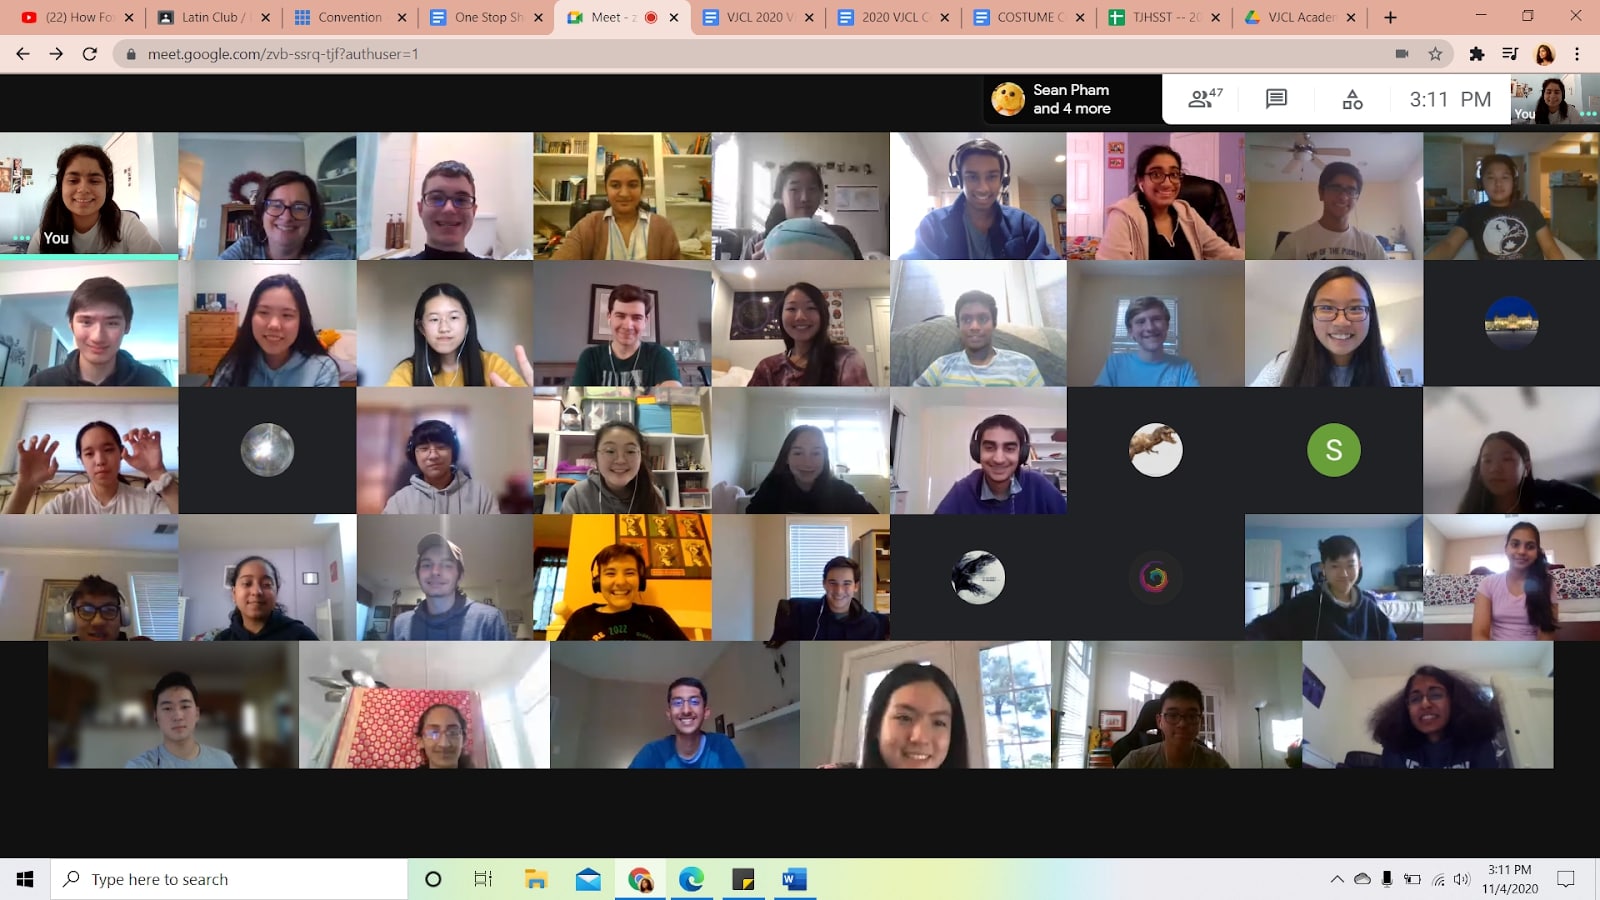 (22) How Fo
Latin Club /
Convention
One Stop Sh
Meet - z
VJCL 2020 V
2020 VJCL C
COSTUME C
TJHSST -- 20
VJCL Acader
meet.google.com/zvb-ssrq-tjf?authuser=1
Sean Pham
and 4 more
47
3:11 PM
You
You
S
2022
Type here to search
3:11 PM
11/4/2020